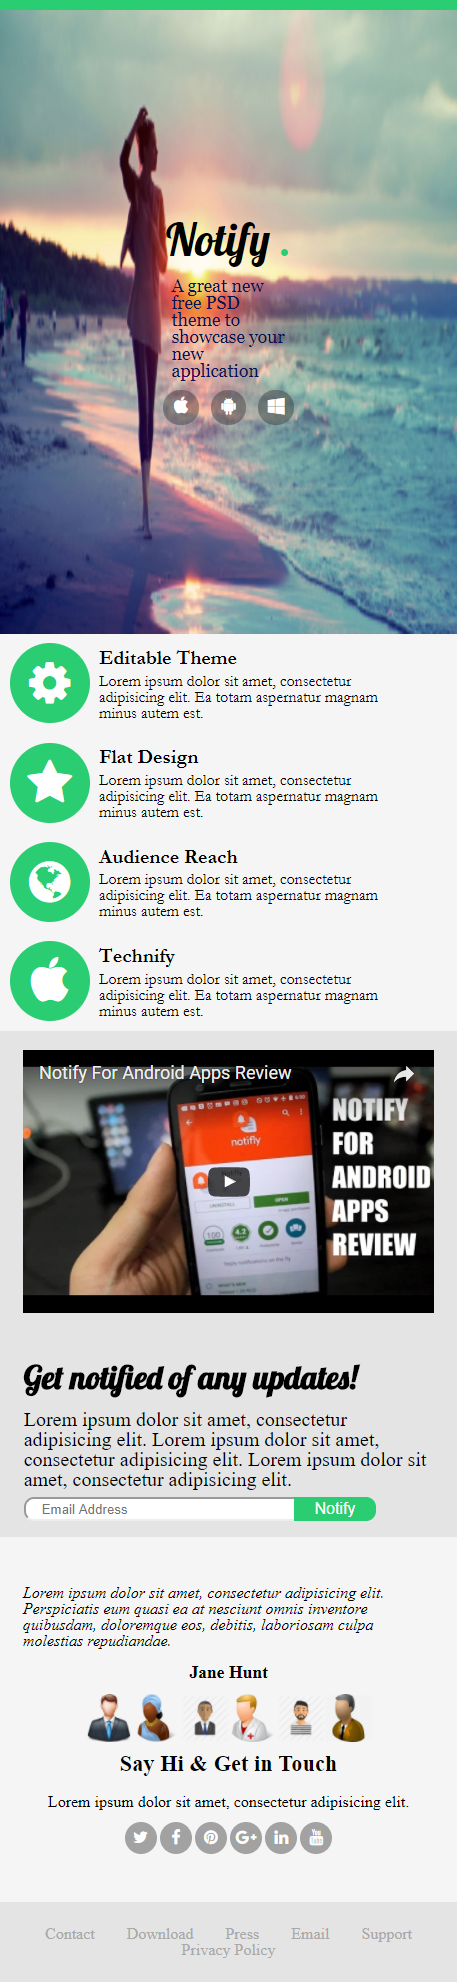 Notify .
A great new
free PSD
theme to
showcase your
new
application
Editable Theme
Lorem ipsum dolor sit amet, consectetur
adipisicing elit. Ea totam aspernatur magnam
minus autem est.
Flat Design
Lorem ipsum dolor sit amet, consectetur
adipisicing elit. Ea totam aspernatur magnam
minus autem est.
Audience Reach
Lorem ipsum dolor sit amet, consectetur
adipisicing elit. Ea totam aspernatur magnam
minus autem est.
Technify
Lorem ipsum dolor sit amet, consectetur
adipisicing elit. Ea totam aspernatur magnam
minus autem est.
Notify For Android Apps Review
notifly
UNINSTALL
OPEN
100
4.2
NOTIFY
FOR
ANDROID
APPS
REVIEW
WHAT'S NEW
Get notified of any updates!
Lorem ipsum dolor sit amet, consectetur
adipisicing elit. Lorem ipsum dolor sit amet,
consectetur adipisicing elit. Lorem ipsum dolor sit
amet, consectetur adipisicing elit.
Email Address
Notify
Lorem ipsum dolor sit amet, consectetur adipisicing elit.
Perspiciatis eum quasi ea at nesciunt omnis inventore
quibusdam, doloremque eos, debitis, laboriosam culpa
molestias repudiandae.
Jane Hunt
Say Hi & Get in Touch
Lorem ipsum dolor sit amet, consectetur adipisicing elit.
Contact Download Press Email Support
Privacy Policy